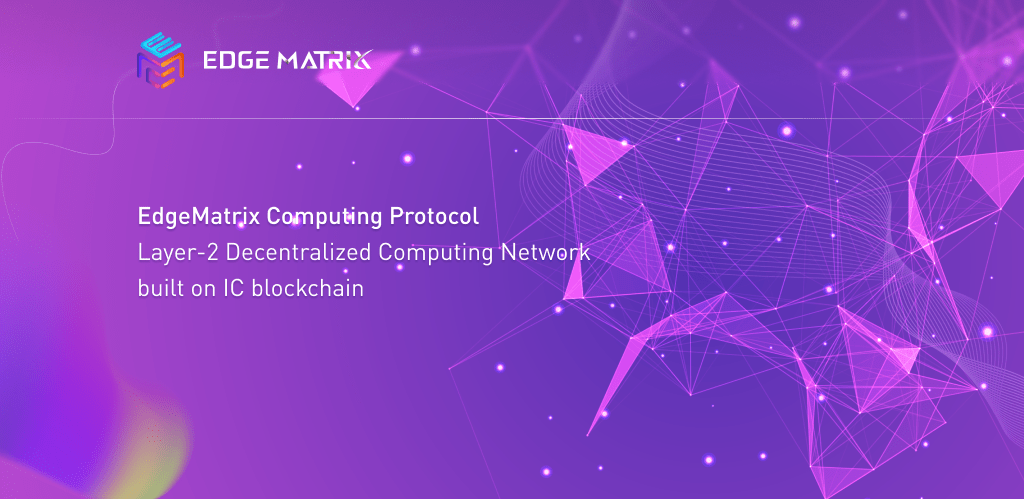 EDGE MATRIX
EdgeMatrix Computing Protocol
Layer-2 Decentralized Computing Network
built on IC blockchain